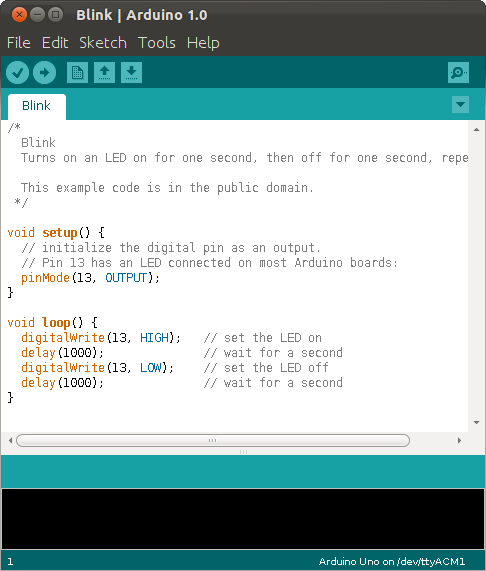 Blink | Arduino 1.0
File Edit Sketch Tools Help
Blink
/*
  Blink
  Turns on an LED on for one second, then off for one second, repe

  This example code is in the public domain.
 */

void setup() {
  // initialize the digital pin as an output.
  // Pin 13 has an LED connected on most Arduino boards:
  pinMode(13, OUTPUT);
}

void loop() {
  digitalWrite(13, HIGH);   // set the LED on
  delay(1000);              // wait for a second
  digitalWrite(13, LOW);    // set the LED off
  delay(1000);              // wait for a second
}
1 Arduino Uno on /dev/ttyACM1